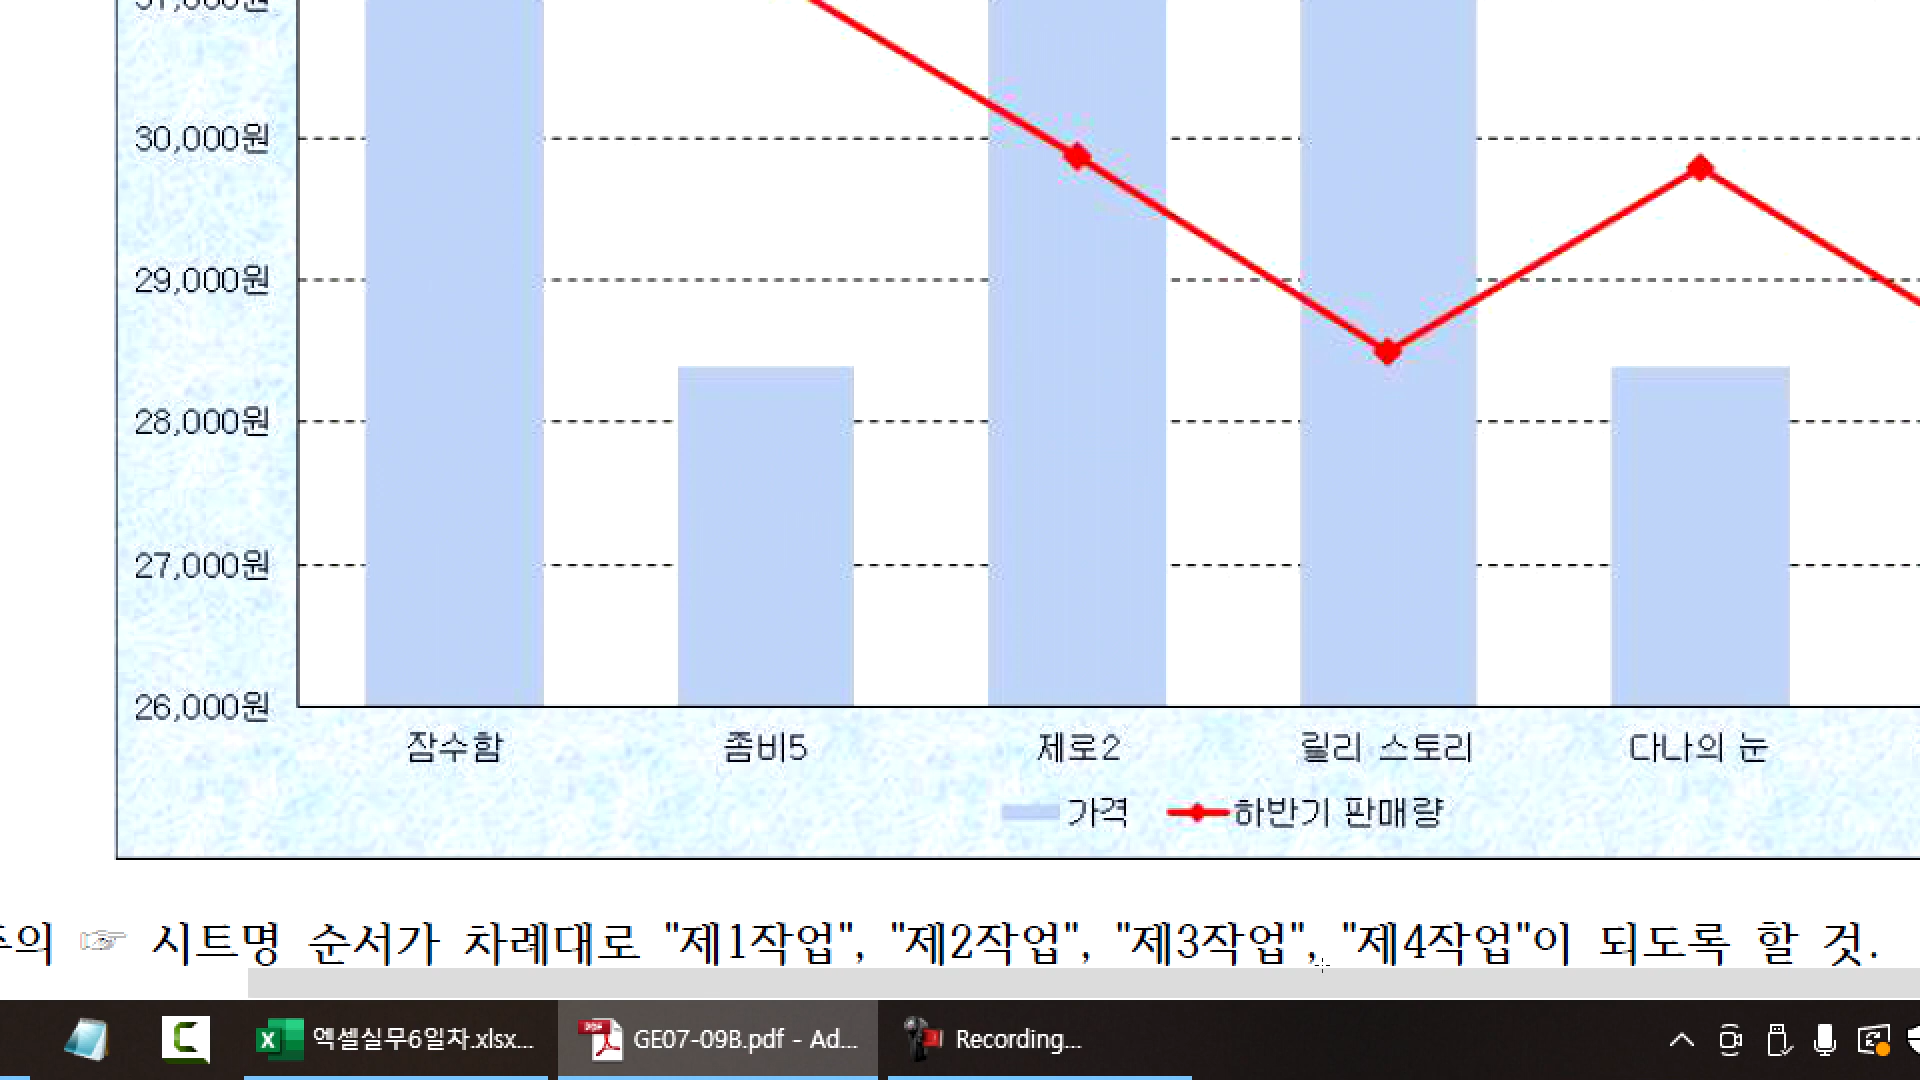 30,000원
29,000원
28,000원
27,000원
26,000원
잠수함 좀비5 제로2 릴리 스토리 다나의 눈
가격 하반기 판매량
☞ 시트명 순서가 차례대로 "제1작업", "제2작업", "제3작업", "제4작업"이 되도록 할 것.
엑셀실무6일차.xlsx... GE07-09B.pdf - Ad... Recording...